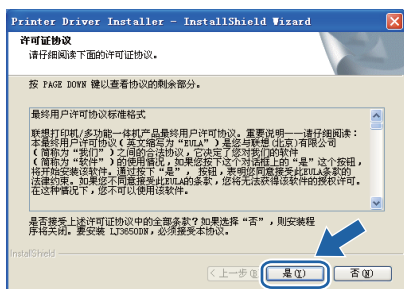 Printer Driver Installer - InstallShield Wizard
许可证协议
请仔细阅读下面的许可证协议。
按 PAGE DOWN 键以查看协议的剩余部分。
最终用户许可协议标准格式
联想打印机/多功能一体机产品最终用户许可协议。重要说明——请仔细阅读：
本最终用户许可协议（英文缩写为“EULA”）是您与联想（北京）有限公司
（简称为“我们”）之间的合法协议，它决定了您对我们的软件
（简称为“软件”）的使用情况，如果您按下这个对话框上的“是”这个按钮，
将开始安装该软件。通过按下“是”， 按钮，表明您同意接受此EULA条款的
法律约束。如果您不同意接受此EULA的条款，您将无法获得该软件的授权许可。
在这种情况下，您不可以使用该软件。
是否接受上述许可证协议中的全部条款？如果选择“否”，则安装程
序将关闭。要安装 LJ3650DN，必须接受本协议。
InstallShield
< 上一步(B) 是(Y) 否(N)